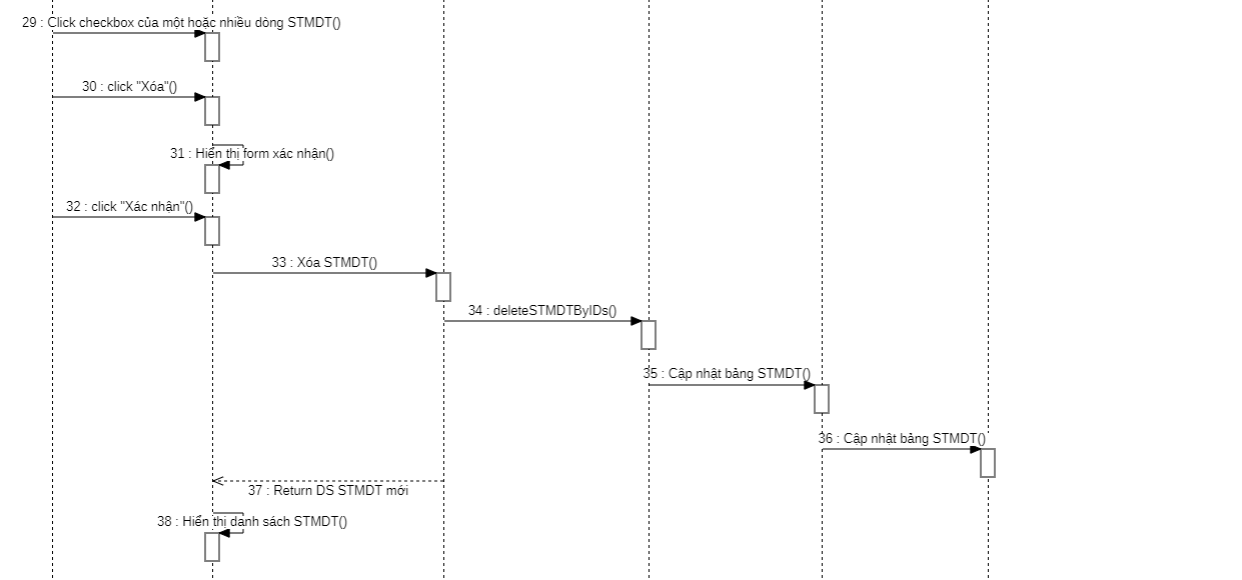 29 : Click checkbox của một hoặc nhiều dòng STMDT()
30 : click "Xóa"()
31 : Hiển thị form xác nhận()
32 : click "Xác nhận"()
33 : Xóa STMDT()
34 : deleteSTMDTByIDs()
35 : Cập nhật bảng STMDT()
36 : Cập nhật bảng STMDT()
37 : Return DS STMDT mới
38 : Hiển thị danh sách STMDT()